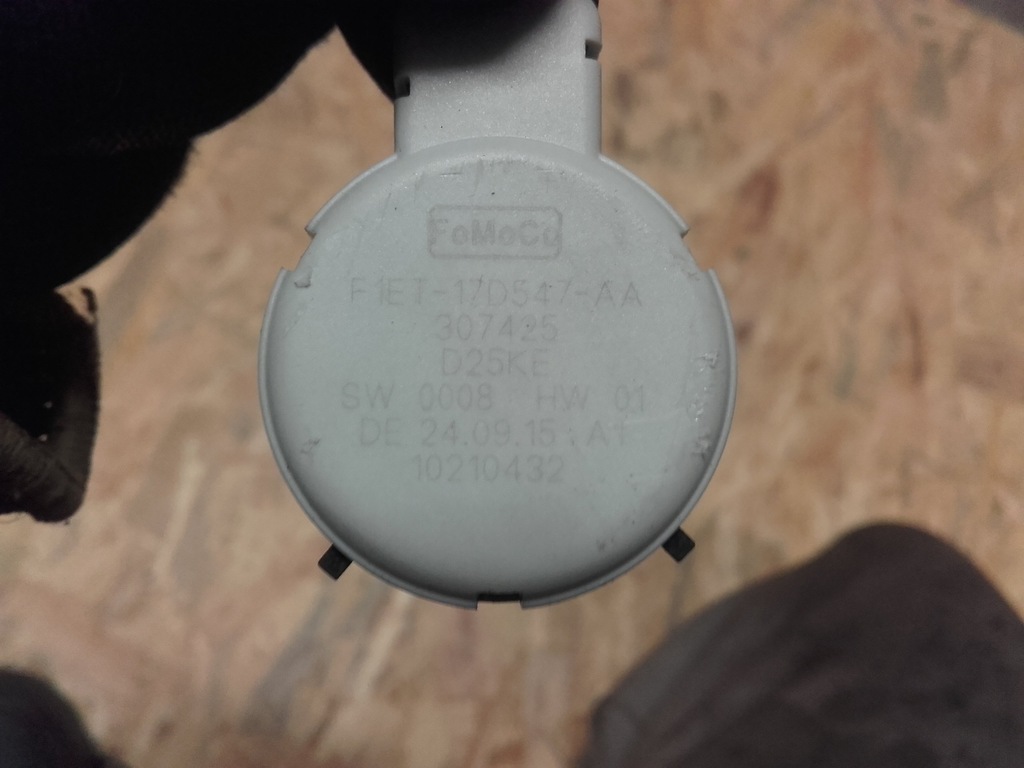 FoMoCo
F1ET-17D547-AA
307425
D25KE
SW 0008 HW 01
DE 24.09.15 A1
10210432